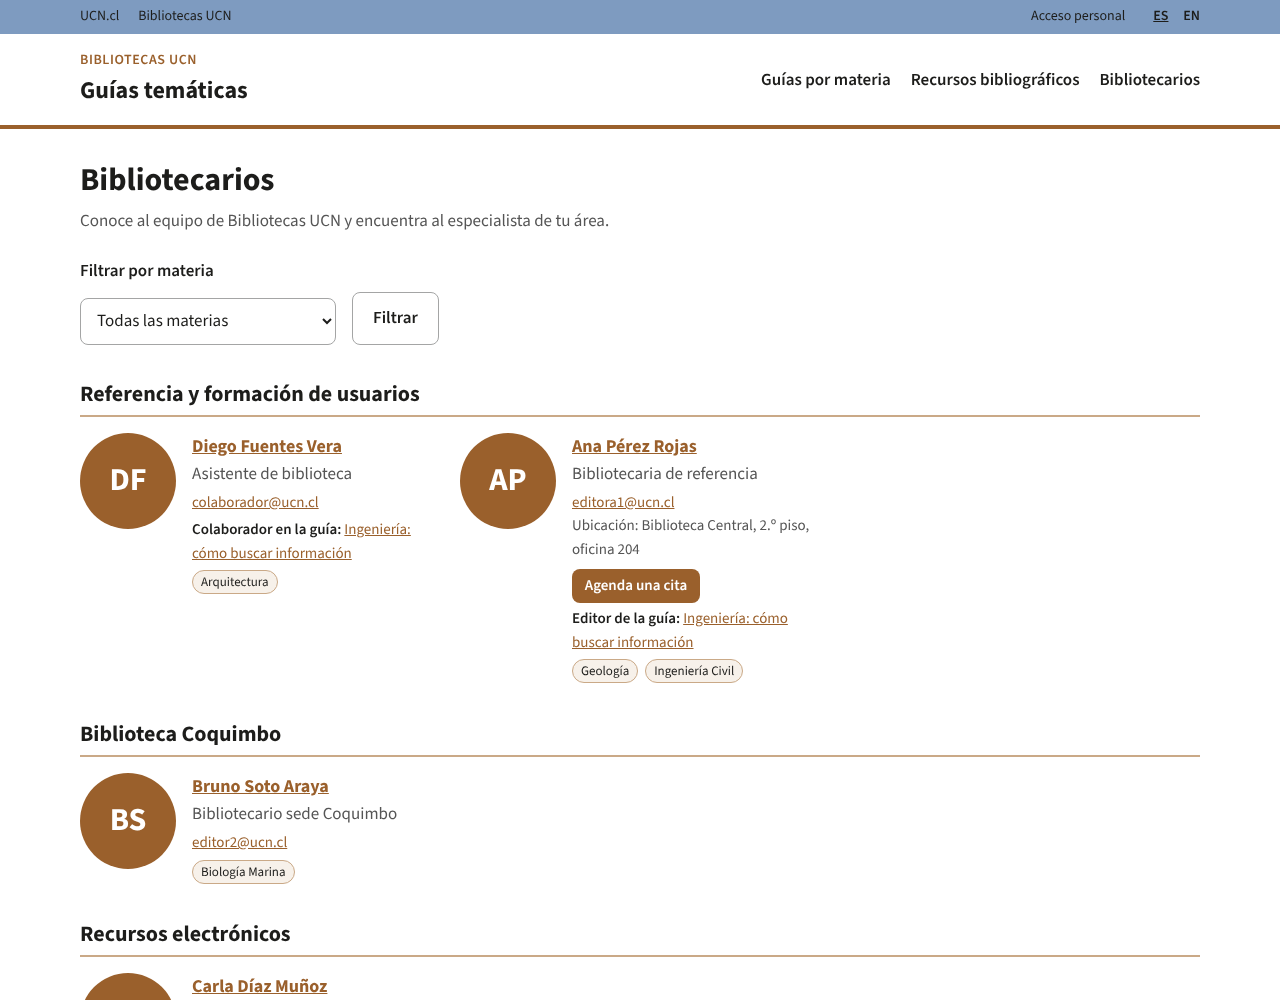 UCN.cl Bibliotecas UCN Acceso personal ES EN
BIBLIOTECAS UCN
Guías temáticas
Guías por materia Recursos bibliográficos Bibliotecarios
Bibliotecarios
Conoce al equipo de Bibliotecas UCN y encuentra al especialista de tu área.
Filtrar por materia
Todas las materias Filtrar
Referencia y formación de usuarios
DF
Diego Fuentes Vera
Asistente de biblioteca
colaborador@ucn.cl
Colaborador en la guía: Ingeniería:
cómo buscar información
Arquitectura
AP
Ana Pérez Rojas
Bibliotecaria de referencia
editora1@ucn.cl
Ubicación: Biblioteca Central, 2.º piso,
oficina 204
Agenda una cita
Editor de la guía: Ingeniería: cómo
buscar información
Geología Ingeniería Civil
Biblioteca Coquimbo
BS
Bruno Soto Araya
Bibliotecario sede Coquimbo
editor2@ucn.cl
Biología Marina
Recursos electrónicos
Carla Díaz Muñoz